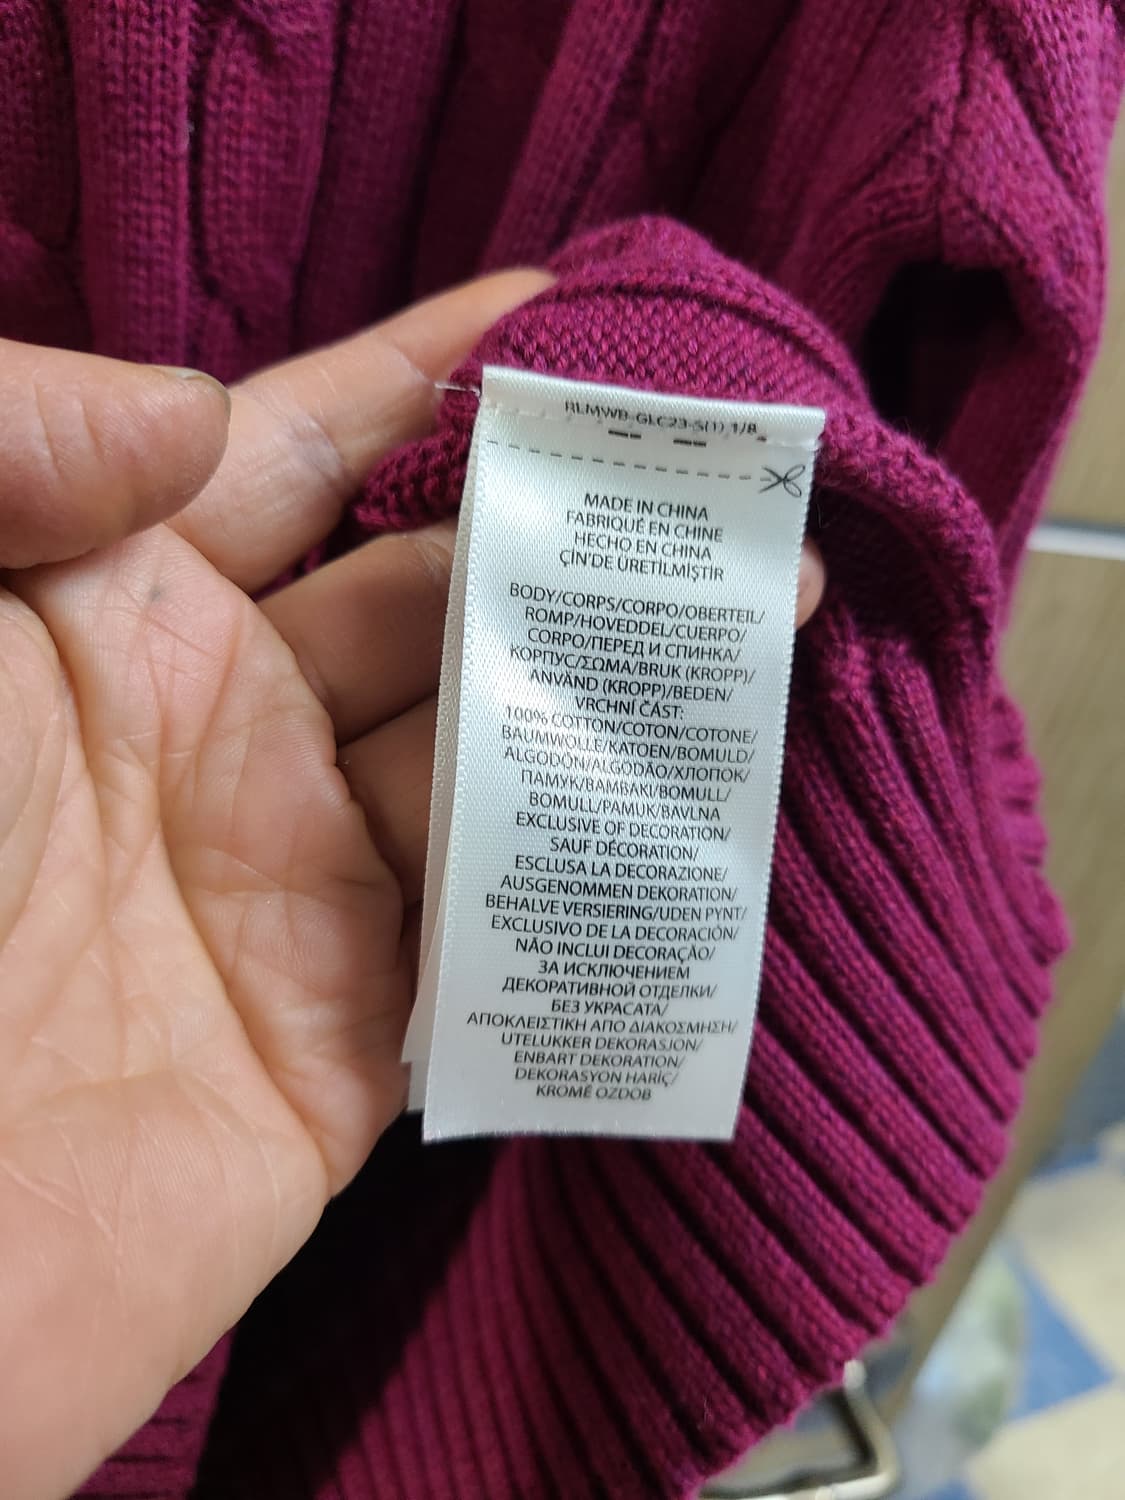 RLMWB-GLC23-S(1) 1/8
MADE IN CHINA
FABRIQUÉ EN CHINE
HECHO EN CHINA
ÇİN'DE ÜRETİLMİŞTİR
BODY/CORPS/CORPO/OBERTEIL/
ROMP/HOVEDDEL/CUERPO/
CORPO/ПЕРЕД И СПИНКА/
КОРПУС/ΣΩΜΑ/BRUK (KROPP)/
ANVÄND (KROPP)/BEDEN/
VRCHNÍ ČÁST:
100% COTTON/COTON/COTONE/
BAUMWOLLE/KATOEN/BOMULD/
ALGODÓN/ALGODÃO/ХЛОПОК/
ПАМУК/ΒΑΜΒΑΚΙ/BOMULL/
BOMULL/PAMUK/BAVLNA
EXCLUSIVE OF DECORATION/
SAUF DÉCORATION/
ESCLUSA LA DECORAZIONE/
AUSGENOMMEN DEKORATION/
BEHALVE VERSIERING/UDEN PYNT/
EXCLUSIVO DE LA DECORACIÓN/
NÃO INCLUI DECORAÇÃO/
ЗА ИСКЛЮЧЕНИЕМ
ДЕКОРАТИВНОЙ ОТДЕЛКИ/
БЕЗ УКРАСАТА/
ΑΠΟΚΛΕΙΣΤΙΚΗ ΑΠΟ ΔΙΑΚΟΣΜΗΣΗ/
UTELUKKER DEKORASJON/
ENBART DEKORATION/
DEKORASYON HARİÇ/
KROMĚ OZDOB